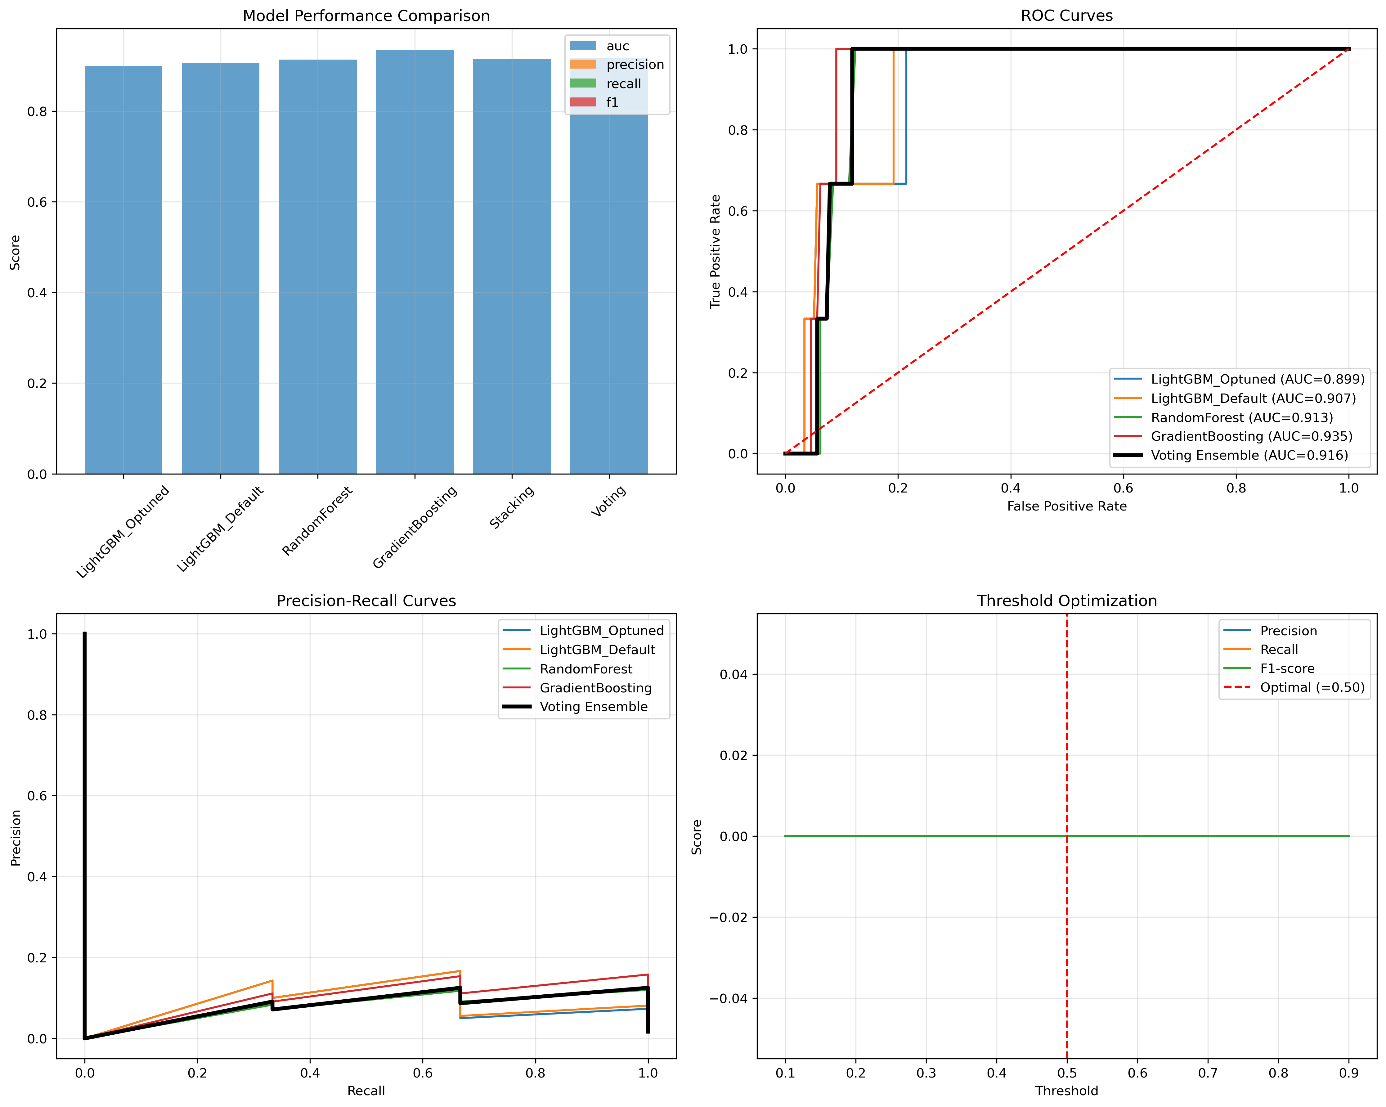 Model Performance Comparison
auc
precision
recall
f1
Score
0.8
0.6
0.4
0.2
0.0
LightGBM_Optuned
LightGBM_Default
RandomForest
GradientBoosting
Stacking
Voting
ROC Curves
True Positive Rate
1.0
0.8
0.6
0.4
0.2
0.0
LightGBM_Optuned (AUC=0.899)
LightGBM_Default (AUC=0.907)
RandomForest (AUC=0.913)
GradientBoosting (AUC=0.935)
Voting Ensemble (AUC=0.916)
0.0 0.2 0.4 0.6 0.8 1.0
False Positive Rate
Precision-Recall Curves
LightGBM_Optuned
LightGBM_Default
RandomForest
GradientBoosting
Voting Ensemble
Precision
1.0
0.8
0.6
0.4
0.2
0.0
0.0 0.2 0.4 0.6 0.8 1.0
Recall
Threshold Optimization
Precision
Recall
F1-score
Optimal (=0.50)
Score
0.04
0.02
0.00
−0.02
−0.04
0.1 0.2 0.3 0.4 0.5 0.6 0.7 0.8 0.9
Threshold